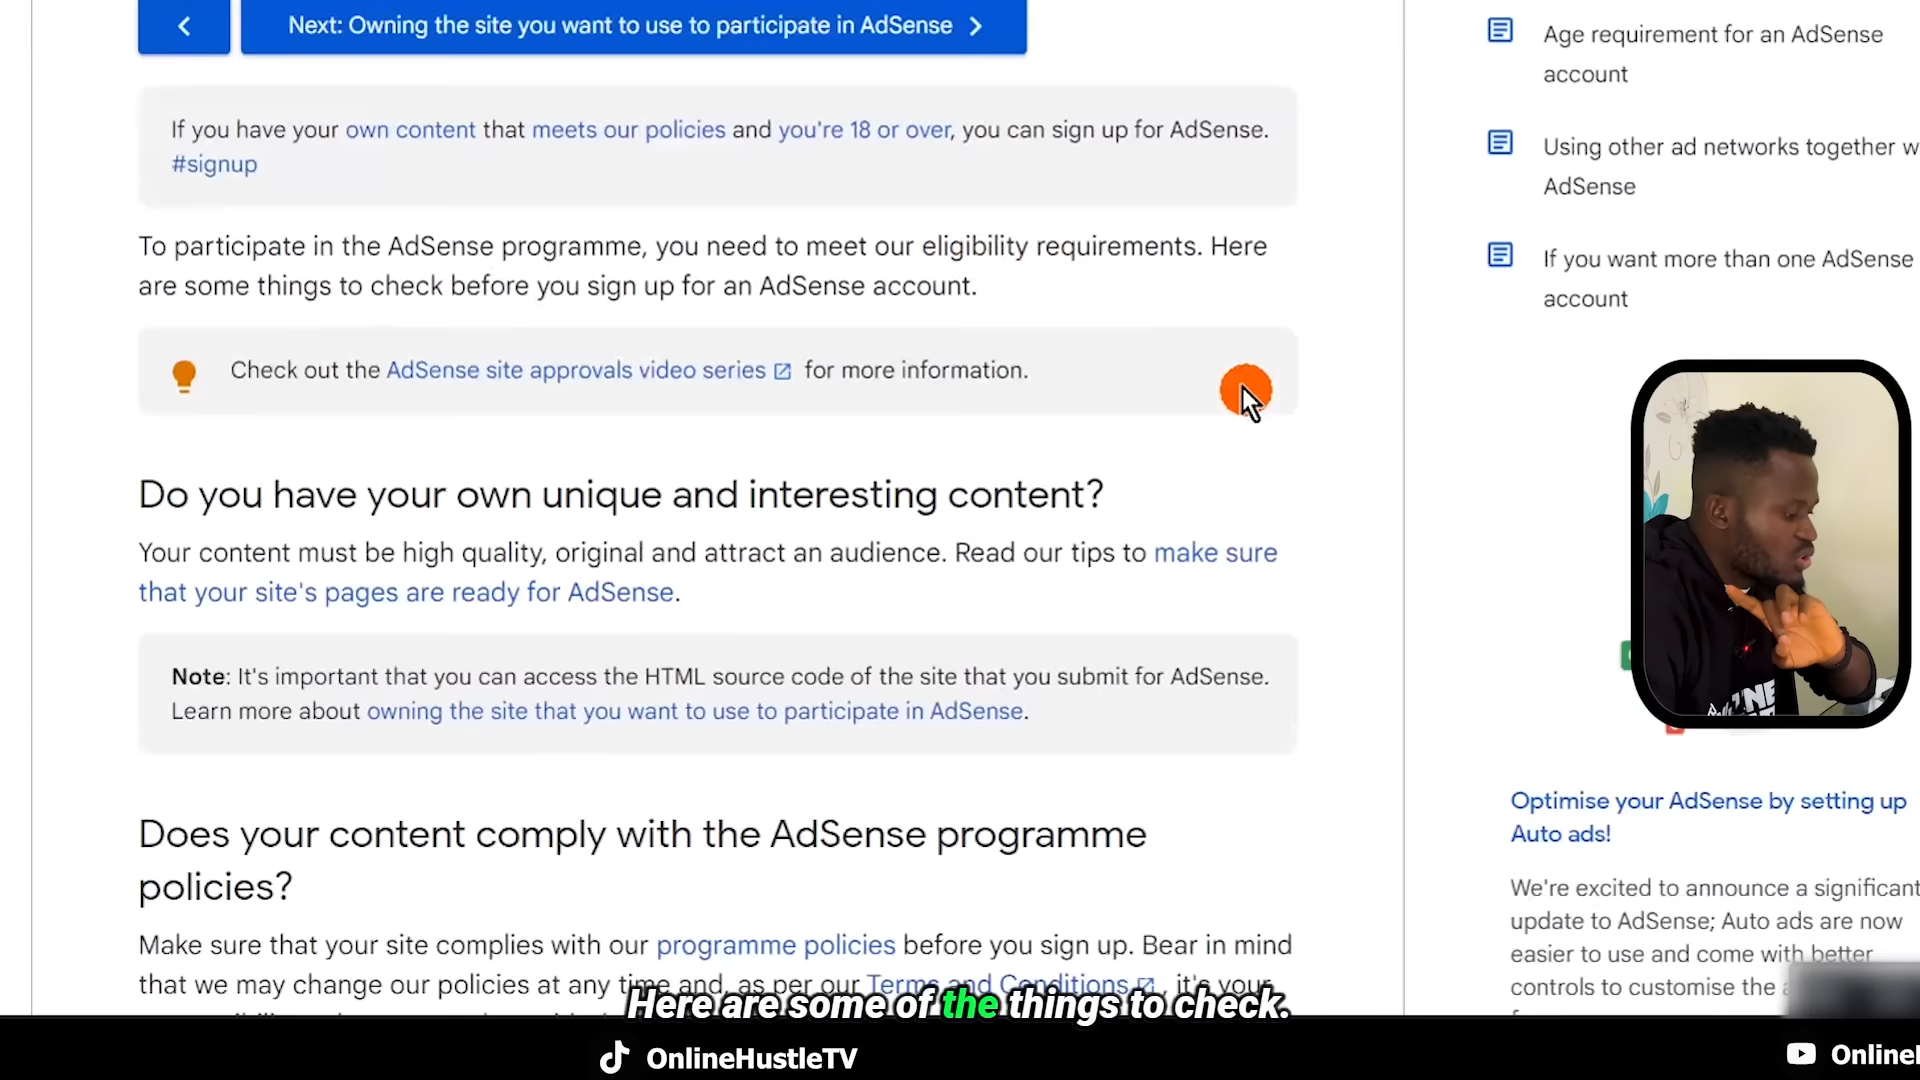 Next: Owning the site you want to use to participate in AdSense
If you have your own content that meets our policies and you're 18 or over, you can sign up for AdSense.
#signup
To participate in the AdSense programme, you need to meet our eligibility requirements. Here
are some things to check before you sign up for an AdSense account.
Check out the AdSense site approvals video series for more information.
Do you have your own unique and interesting content?
Your content must be high quality, original and attract an audience. Read our tips to make sure
that your site's pages are ready for AdSense.
Note: It's important that you can access the HTML source code of the site that you submit for AdSense.
Learn more about owning the site that you want to use to participate in AdSense.
Does your content comply with the AdSense programme
policies?
Make sure that your site complies with our programme policies before you sign up. Bear in mind
that we may change our policies at any time and, as per our Terms and Conditions, it's your
Here are some of the things to check.
OnlineHustleTV
Age requirement for an AdSense
account
Using other ad networks together w
AdSense
If you want more than one AdSense
account
Optimise your AdSense by setting up
Auto ads!
We're excited to announce a significant
update to AdSense; Auto ads are now
easier to use and come with better
controls to customise the
Online